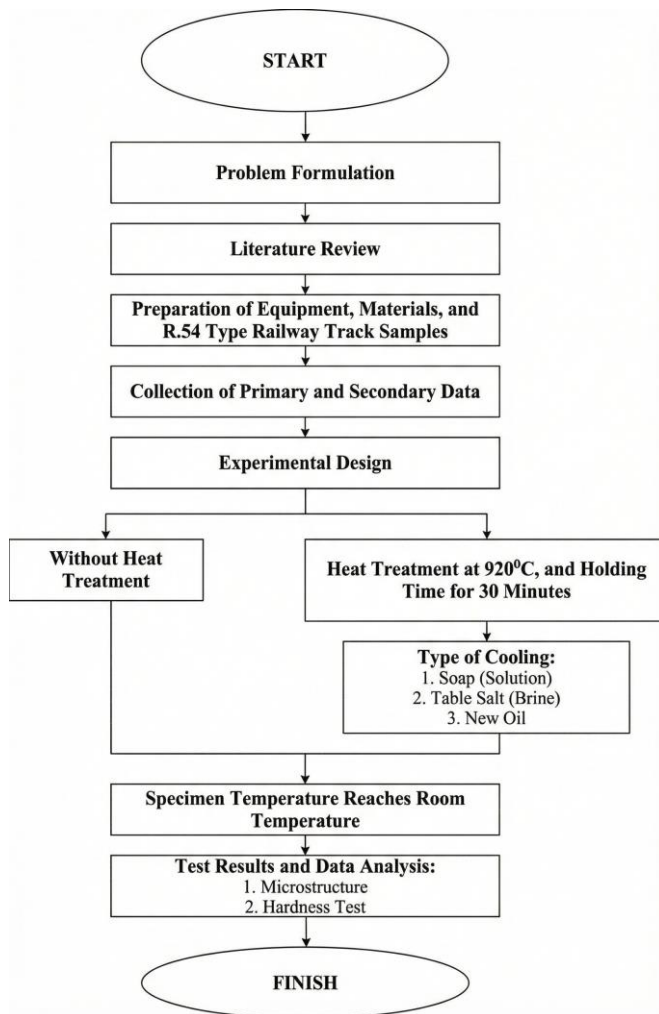 START
Problem Formulation
Literature Review
Preparation of Equipment, Materials, and
R.54 Type Railway Track Samples
Collection of Primary and Secondary Data
Experimental Design
Without Heat
Treatment
Heat Treatment at 920⁰C, and Holding
Time for 30 Minutes
Type of Cooling:
1. Soap (Solution)
2. Table Salt (Brine)
3. New Oil
Specimen Temperature Reaches Room
Temperature
Test Results and Data Analysis:
1. Microstructure
2. Hardness Test
FINISH